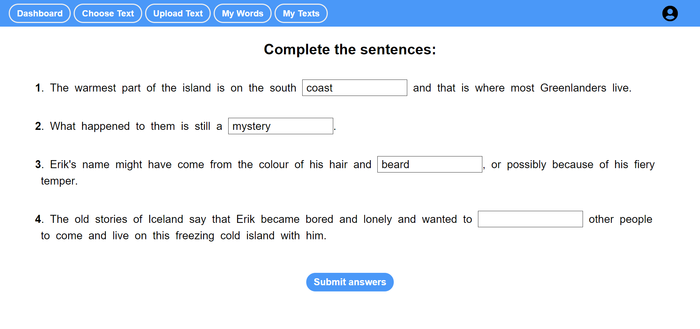 Dashboard Choose Text Upload Text My Words My Texts
Complete the sentences:
1. The warmest part of the island is on the south coast and that is where most Greenlanders live.
2. What happened to them is still a mystery.
3. Erik's name might have come from the colour of his hair and beard, or possibly because of his fiery
temper.
4. The old stories of Iceland say that Erik became bored and lonely and wanted to other people
to come and live on this freezing cold island with him.
Submit answers